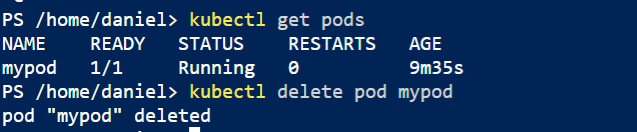 PS /home/daniel> kubectl get pods
NAME    READY   STATUS    RESTARTS   AGE
mypod   1/1     Running   0          9m35s
PS /home/daniel> kubectl delete pod mypod
pod "mypod" deleted